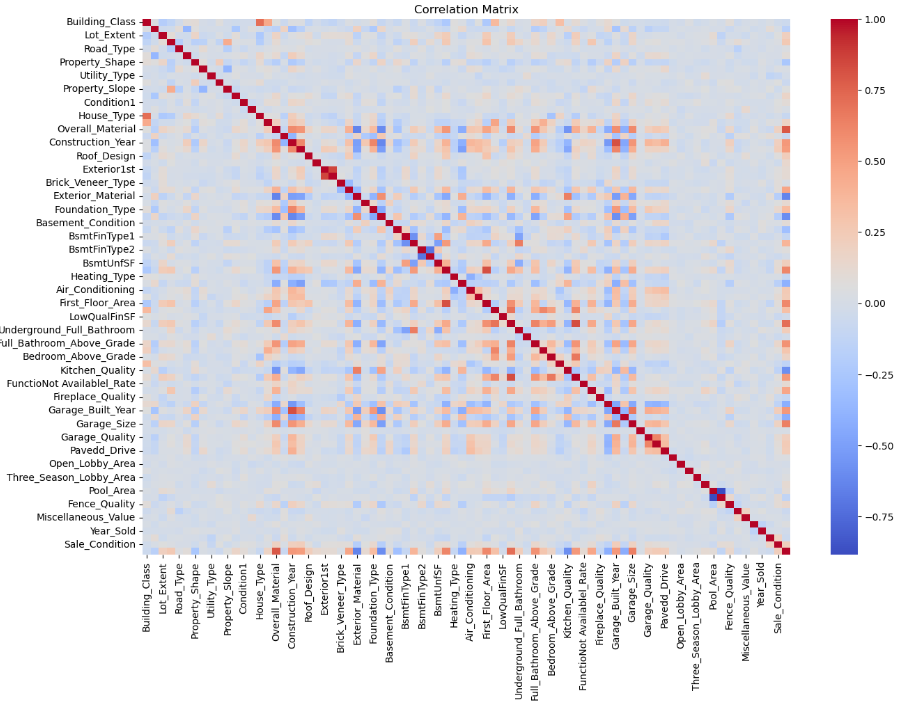 Correlation Matrix
Building_Class
Lot_Extent
Road_Type
Property_Shape
Utility_Type
Property_Slope
Condition1
House_Type
Overall_Material
Construction_Year
Roof_Design
Exterior1st
Brick_Veneer_Type
Exterior_Material
Foundation_Type
Basement_Condition
BsmtFinType1
BsmtFinType2
BsmtUnfSF
Heating_Type
Air_Conditioning
First_Floor_Area
LowQualFinSF
Underground_Full_Bathroom
Full_Bathroom_Above_Grade
Bedroom_Above_Grade
Kitchen_Quality
FunctioNot Availablel_Rate
Fireplace_Quality
Garage_Built_Year
Garage_Size
Garage_Quality
Pavedd_Drive
Open_Lobby_Area
Three_Season_Lobby_Area
Pool_Area
Fence_Quality
Miscellaneous_Value
Year_Sold
Sale_Condition
Building_Class
Lot_Extent
Road_Type
Property_Shape
Utility_Type
Property_Slope
Condition1
House_Type
Overall_Material
Construction_Year
Roof_Design
Exterior1st
Brick_Veneer_Type
Exterior_Material
Foundation_Type
Basement_Condition
BsmtFinType1
BsmtFinType2
BsmtUnfSF
Heating_Type
Air_Conditioning
First_Floor_Area
LowQualFinSF
Underground_Full_Bathroom
Full_Bathroom_Above_Grade
Bedroom_Above_Grade
Kitchen_Quality
FunctioNot Availablel_Rate
Fireplace_Quality
Garage_Built_Year
Garage_Size
Garage_Quality
Pavedd_Drive
Open_Lobby_Area
Three_Season_Lobby_Area
Pool_Area
Fence_Quality
Miscellaneous_Value
Year_Sold
Sale_Condition
1.00
0.75
0.50
0.25
0.00
−0.25
−0.50
−0.75